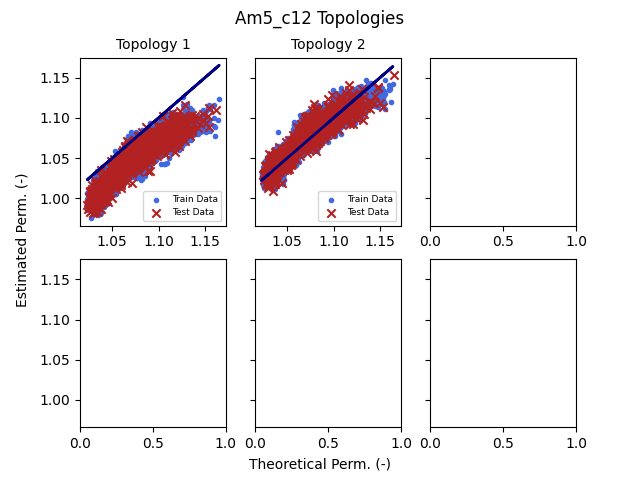 Am5_c12 Topologies
Topology 1
Topology 2
1.15
1.10
1.05
1.00
Train Data
Test Data
Train Data
Test Data
1.05 1.10 1.15
1.05 1.10 1.15
0.0 0.5 1.0
Estimated Perm. (-)
1.15
1.10
1.05
1.00
0.0 0.5 1.0
0.0 0.5 1.0
0.0 0.5 1.0
Theoretical Perm. (-)